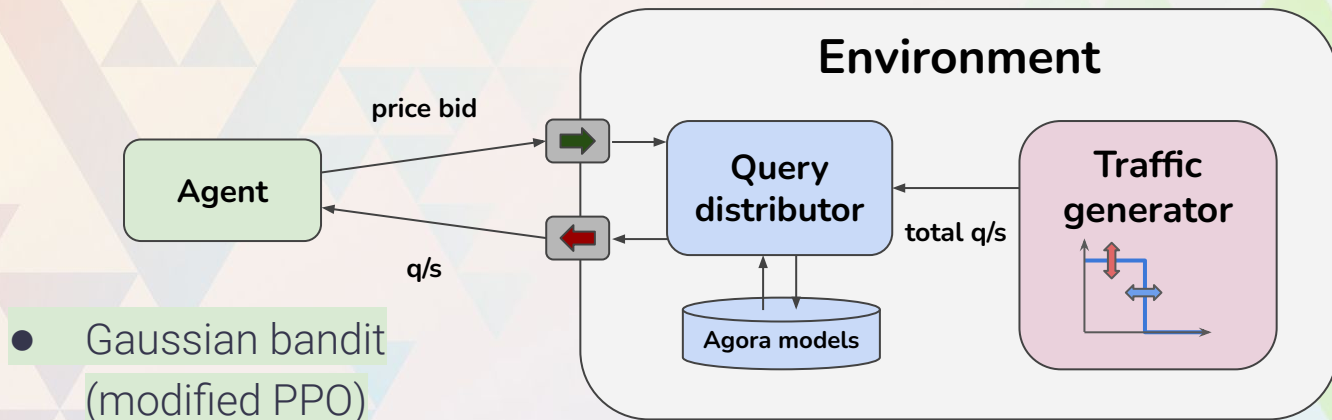 Environment
price bid
Agent
Query
distributor
Traffic
generator
total q/s
q/s
Agora models
● Gaussian bandit
(modified PPO)